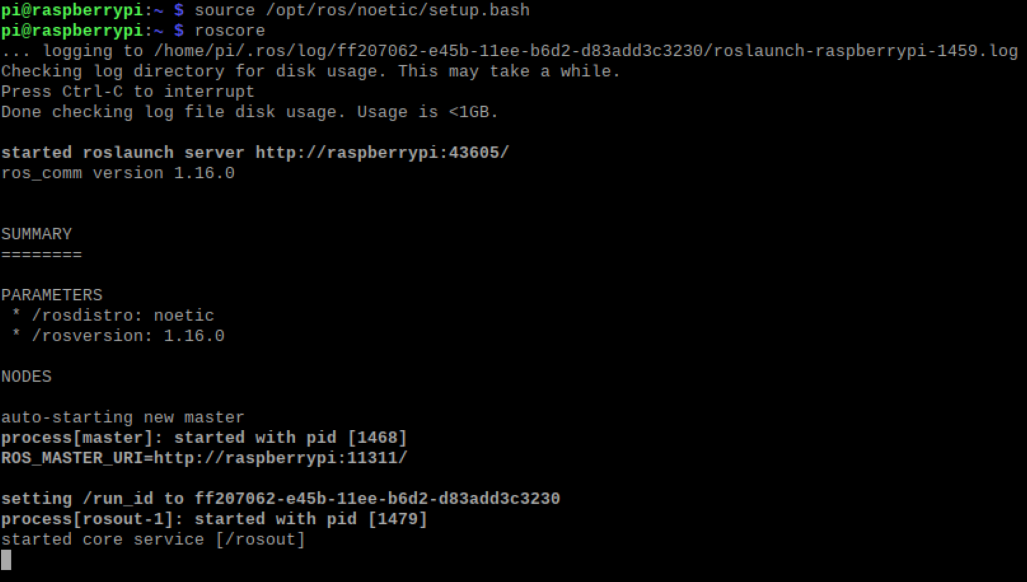 pi@raspberrypi:~ $ source /opt/ros/noetic/setup.bash
pi@raspberrypi:~ $ roscore
... logging to /home/pi/.ros/log/ff207062-e45b-11ee-b6d2-d83add3c3230/roslaunch-raspberrypi-1459.log
Checking log directory for disk usage. This may take a while.
Press Ctrl-C to interrupt
Done checking log file disk usage. Usage is <1GB.
started roslaunch server http://raspberrypi:43605/
ros_comm version 1.16.0
SUMMARY
========
PARAMETERS
 * /rosdistro: noetic
 * /rosversion: 1.16.0
NODES
auto-starting new master
process[master]: started with pid [1468]
ROS_MASTER_URI=http://raspberrypi:11311/
setting /run_id to ff207062-e45b-11ee-b6d2-d83add3c3230
process[rosout-1]: started with pid [1479]
started core service [/rosout]